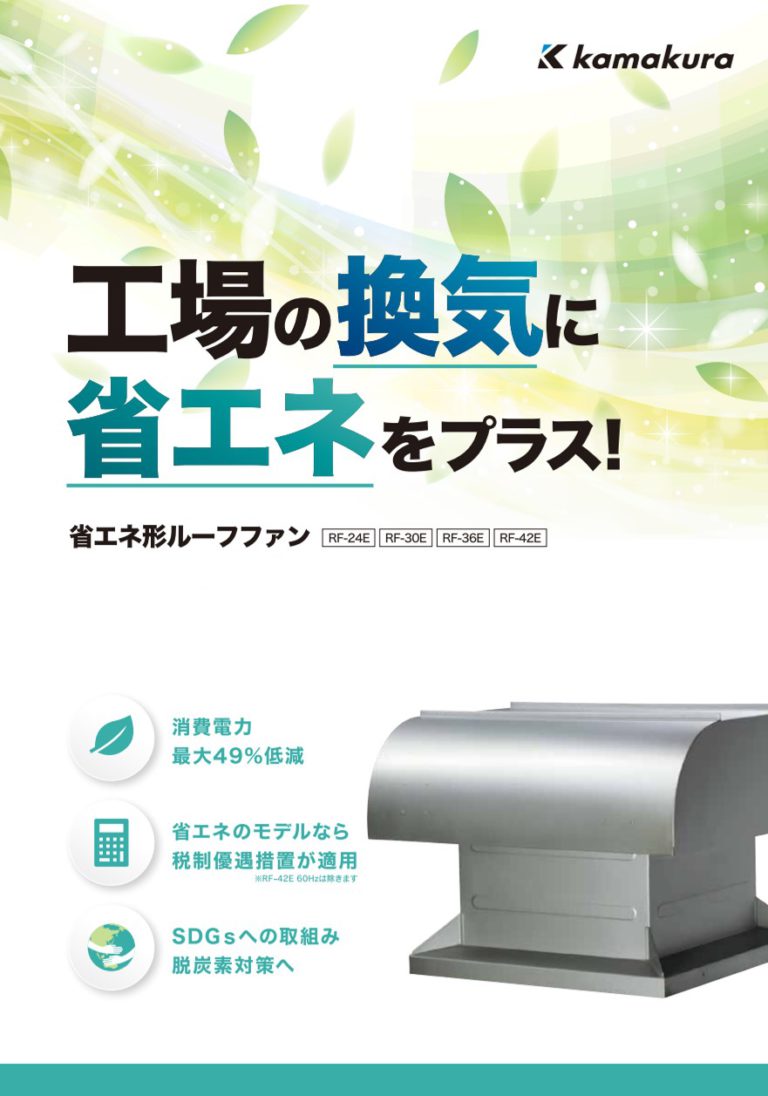 kamakura
工場の換気に
省エネをプラス!
省エネ形ルーフファン RF-24E RF-30E RF-36E RF-42E
消費電力
最大49%低減
省エネのモデルなら
税制優遇措置が適用
※RF-42E 60Hzは除きます
SDGsへの取組み
脱炭素対策へ